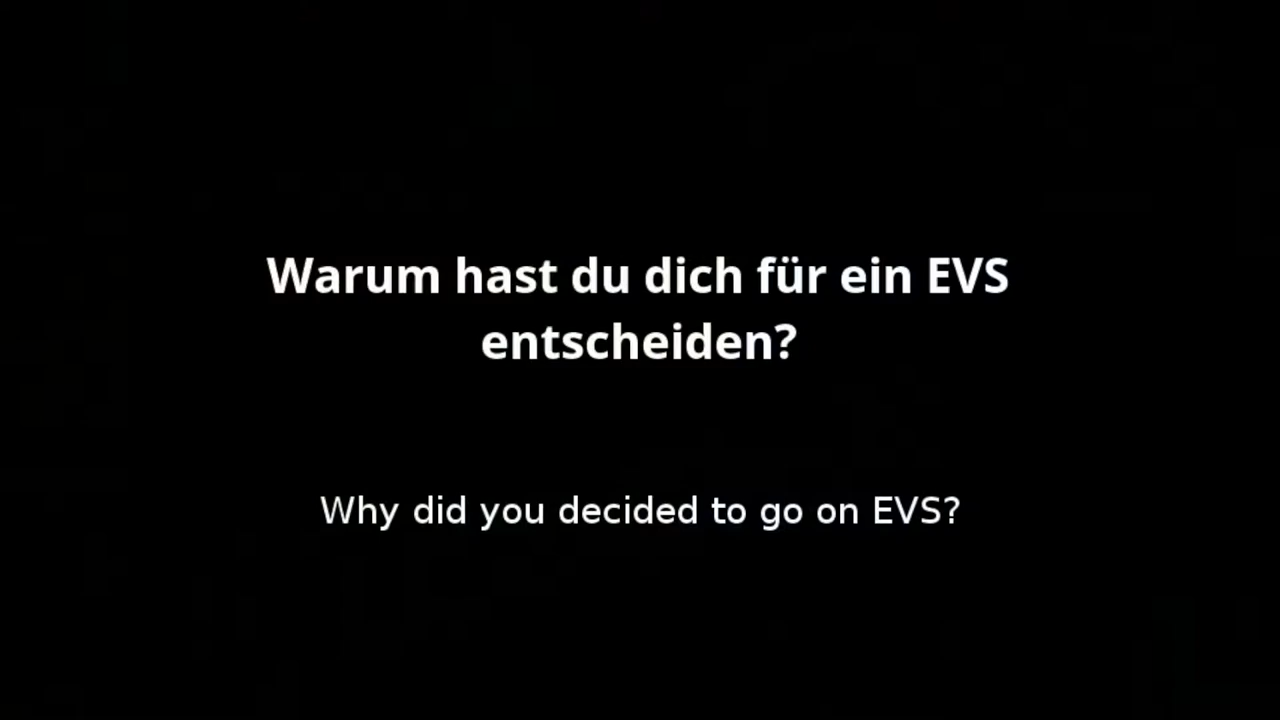 Warum hast du dich für ein EVS
entscheiden?
Why did you decided to go on EVS?